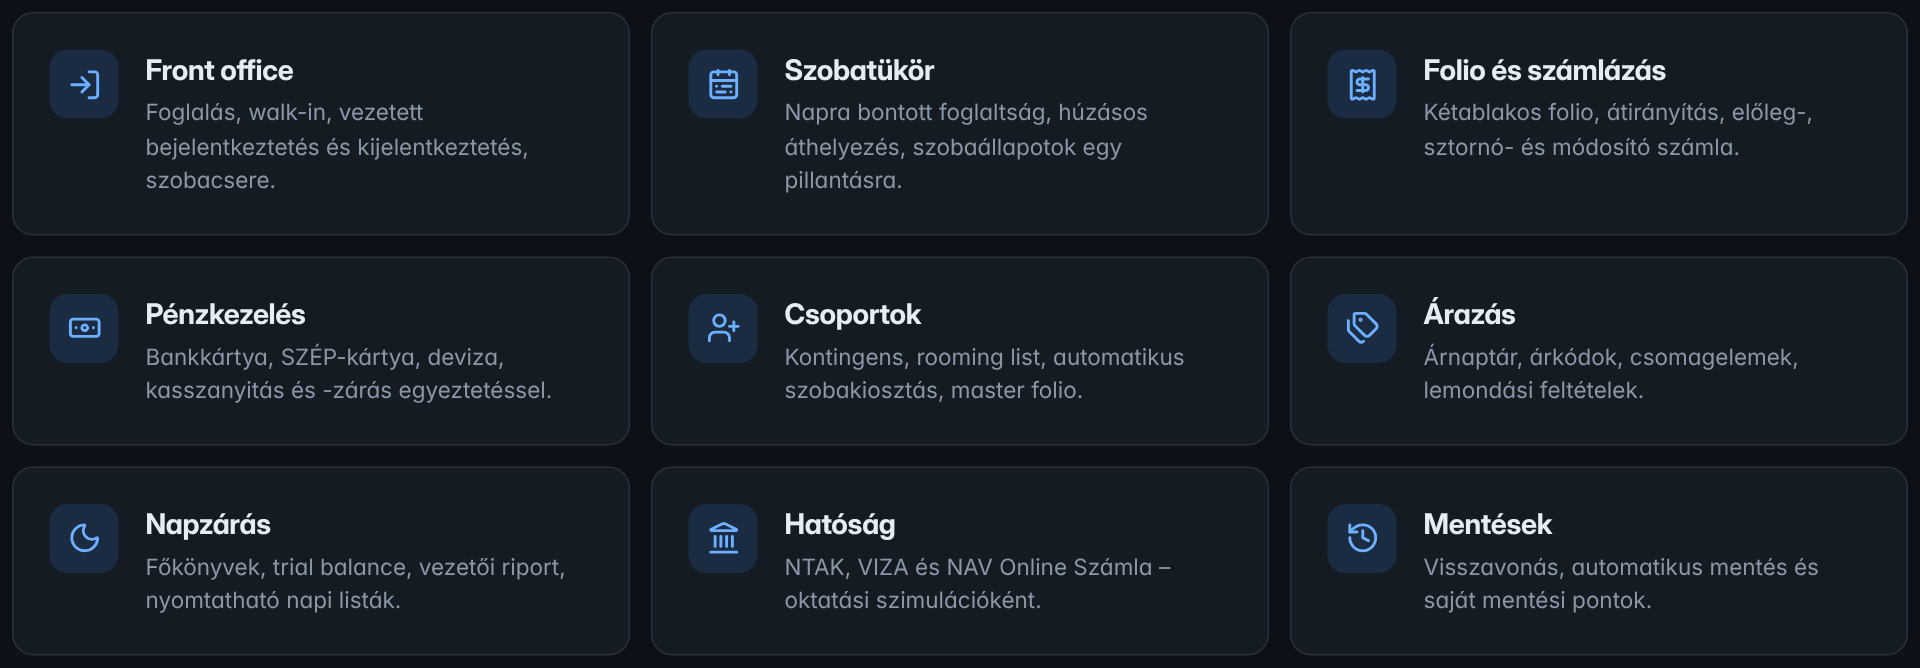 Front office
Foglalás, walk-in, vezetett
bejelentkeztetés és kijelentkeztetés,
szobacsere.
Szobatükör
Napra bontott foglaltság, húzásos
áthelyezés, szobaállapotok egy
pillantásra.
Folio és számlázás
Kétablakos folio, átirányítás, előleg-,
sztornó- és módosító számla.
Pénzkezelés
Bankkártya, SZÉP-kártya, deviza,
kasszanyitás és -zárás egyeztetéssel.
Csoportok
Kontingens, rooming list, automatikus
szobakiosztás, master folio.
Árazás
Árnaptár, árkódok, csomagelemek,
lemondási feltételek.
Napzárás
Főkönyvek, trial balance, vezetői riport,
nyomtatható napi listák.
Hatóság
NTAK, VIZA és NAV Online Számla –
oktatási szimulációként.
Mentések
Visszavonás, automatikus mentés és
saját mentési pontok.